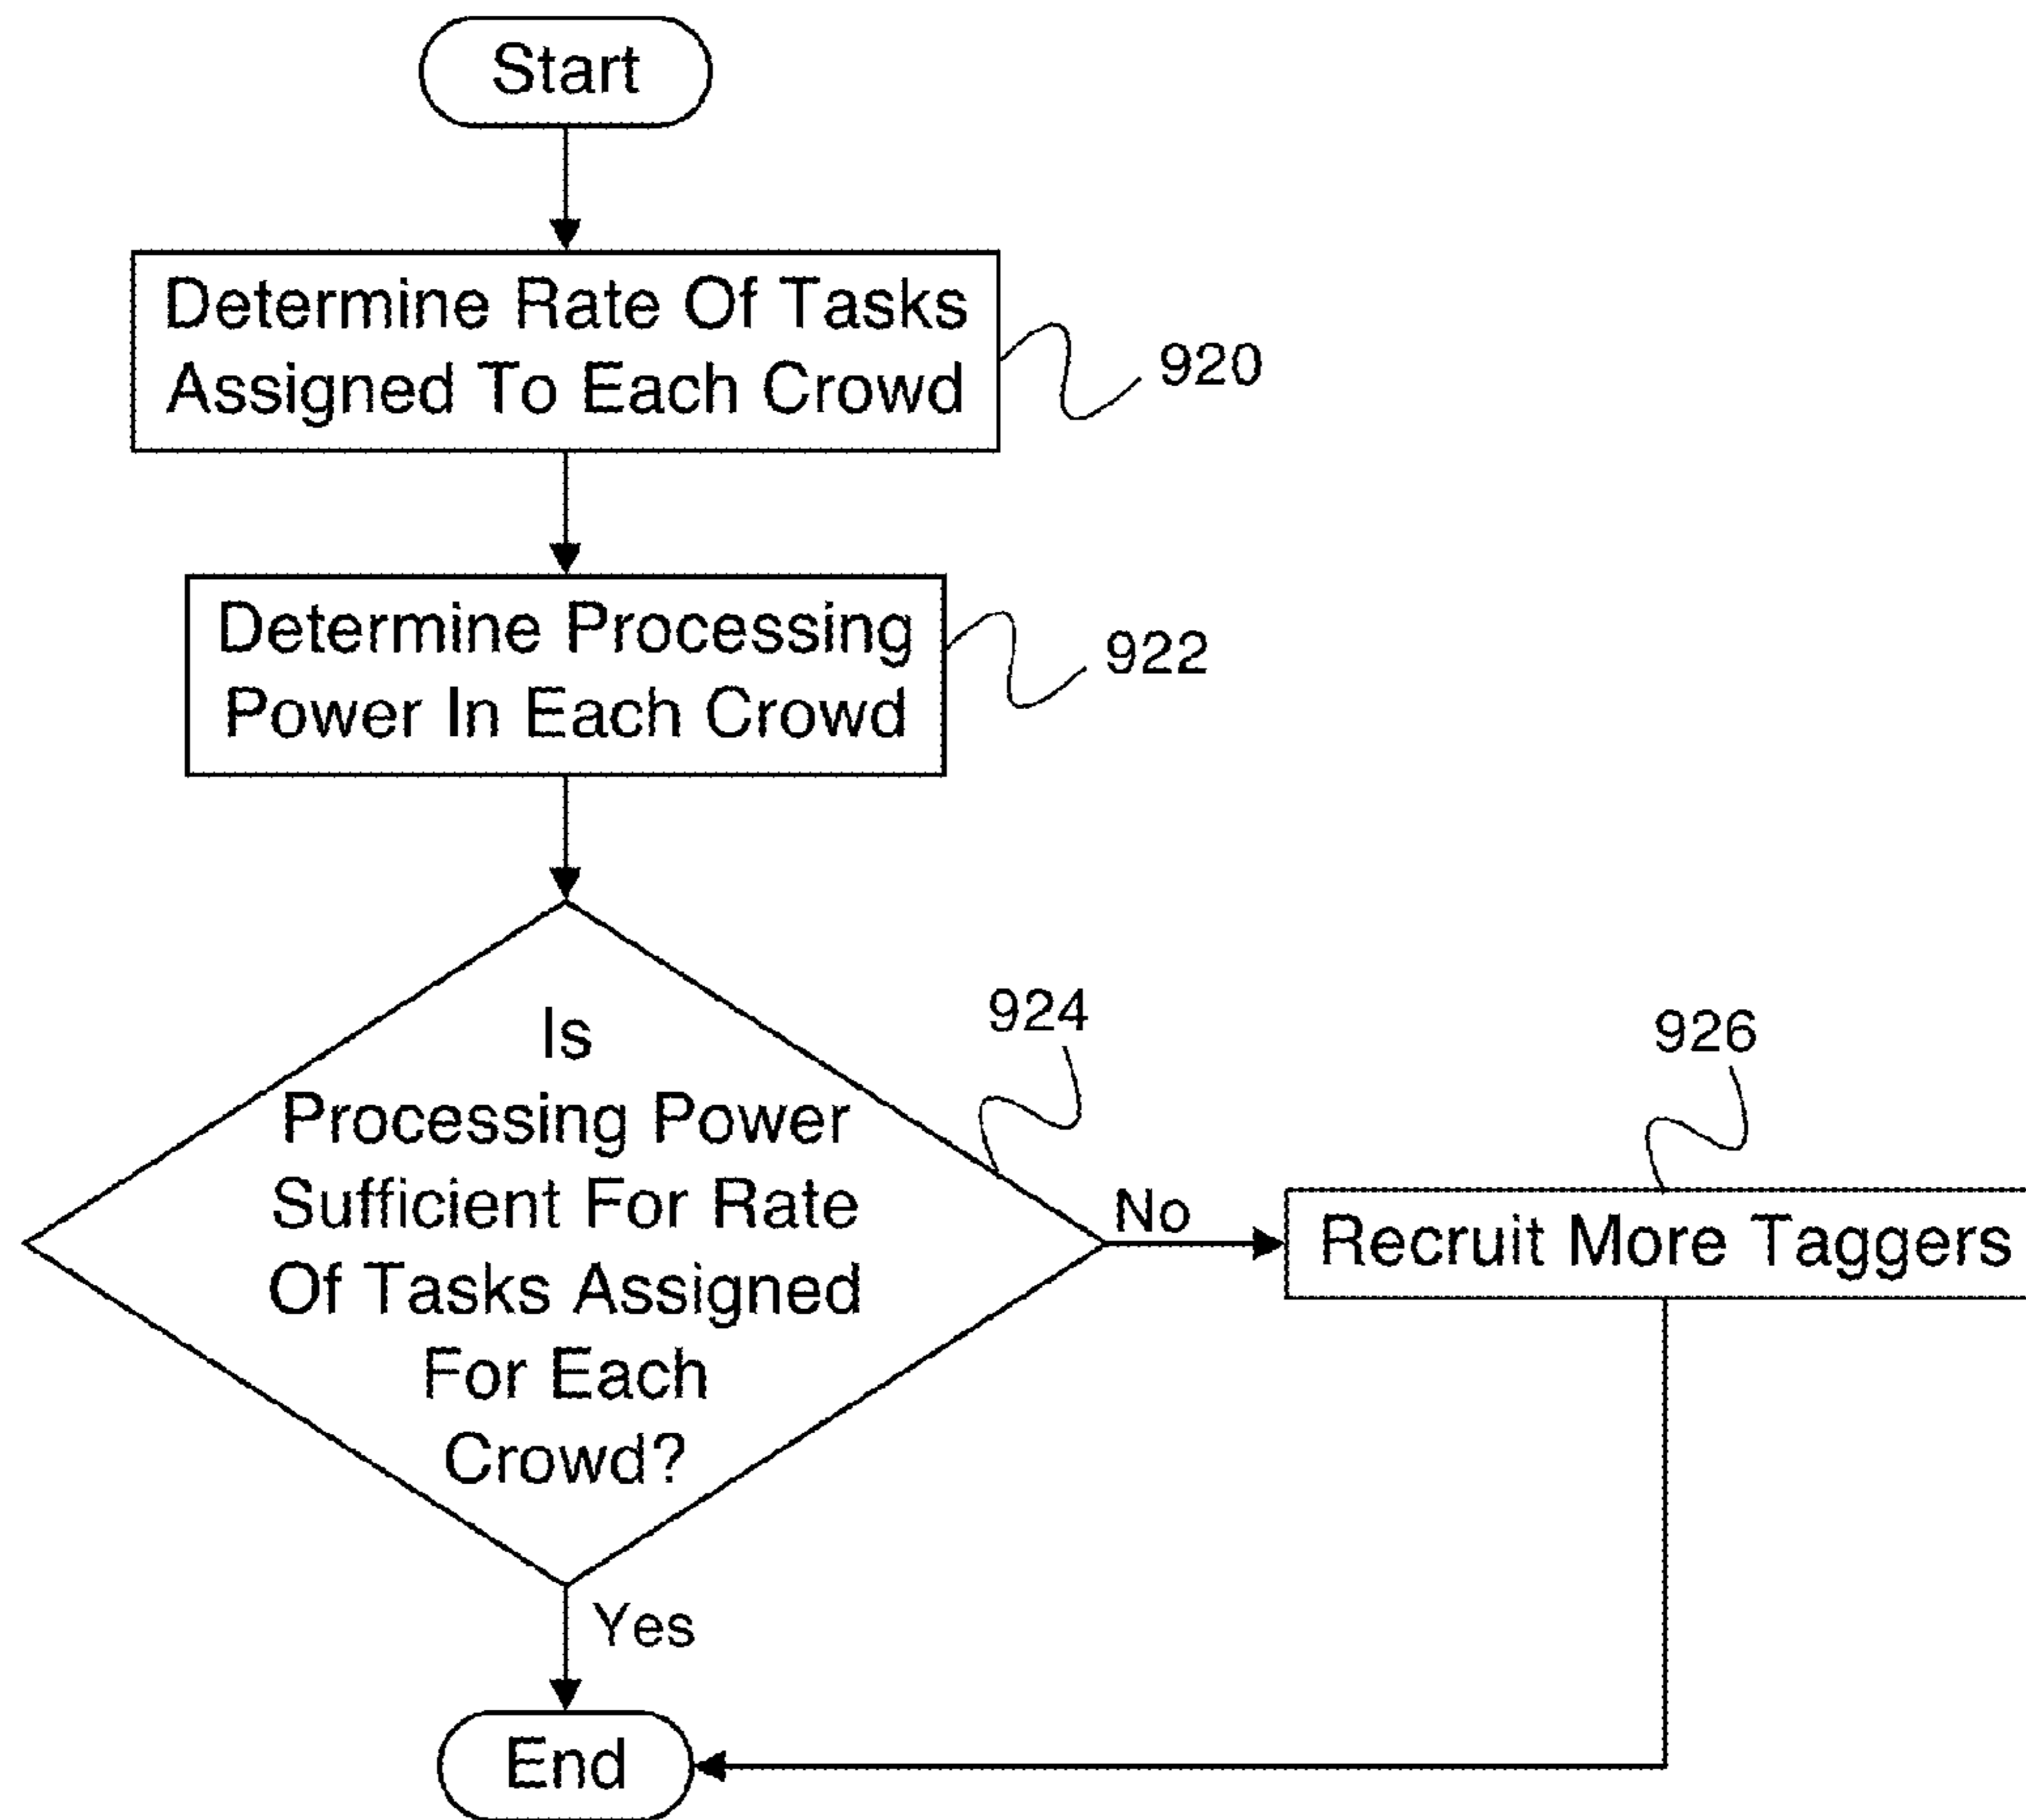 Start
Determine Rate Of Tasks
Assigned To Each Crowd
920
Determine Processing
Power In Each Crowd
922
Is
Processing Power
Sufficient For Rate
Of Tasks Assigned
For Each
Crowd?
924
No
926
Recruit More Taggers
Yes
End